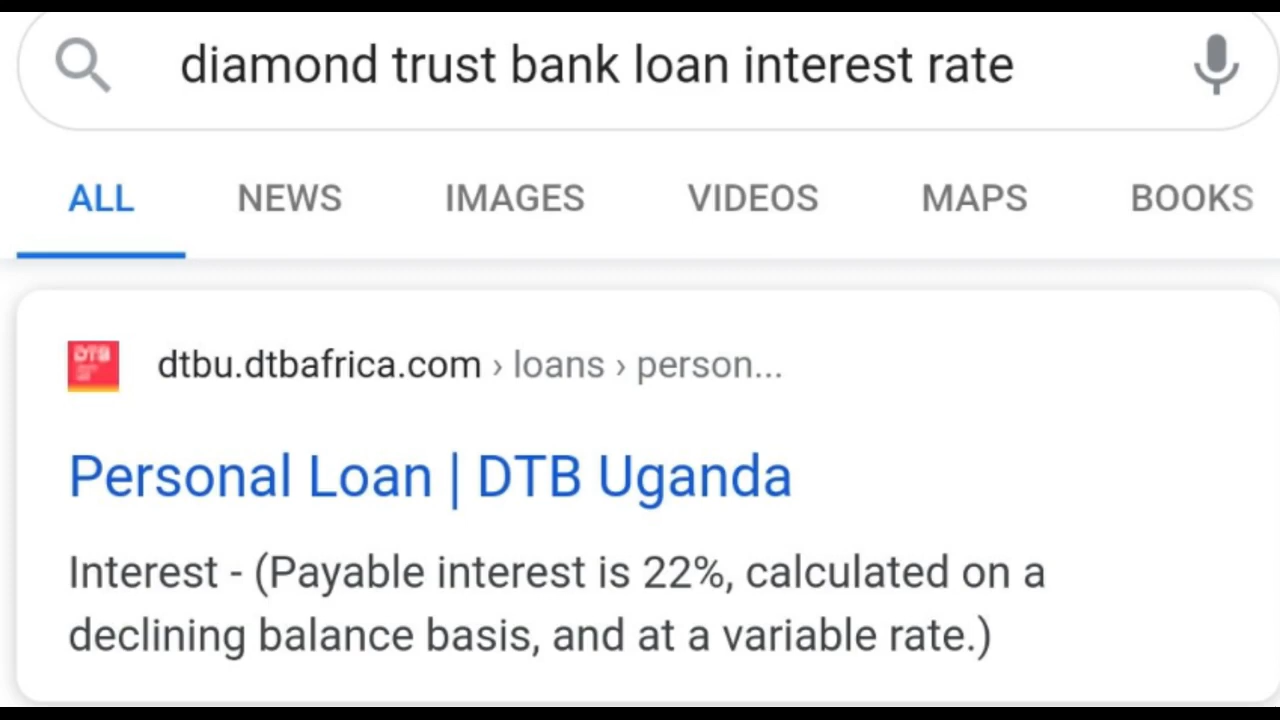 diamond trust bank loan interest rate
ALL NEWS IMAGES VIDEOS MAPS BOOKS
DTB
dtbu.dtbafrica.com › loans › person...
Personal Loan | DTB Uganda
Interest - (Payable interest is 22%, calculated on a
declining balance basis, and at a variable rate.)